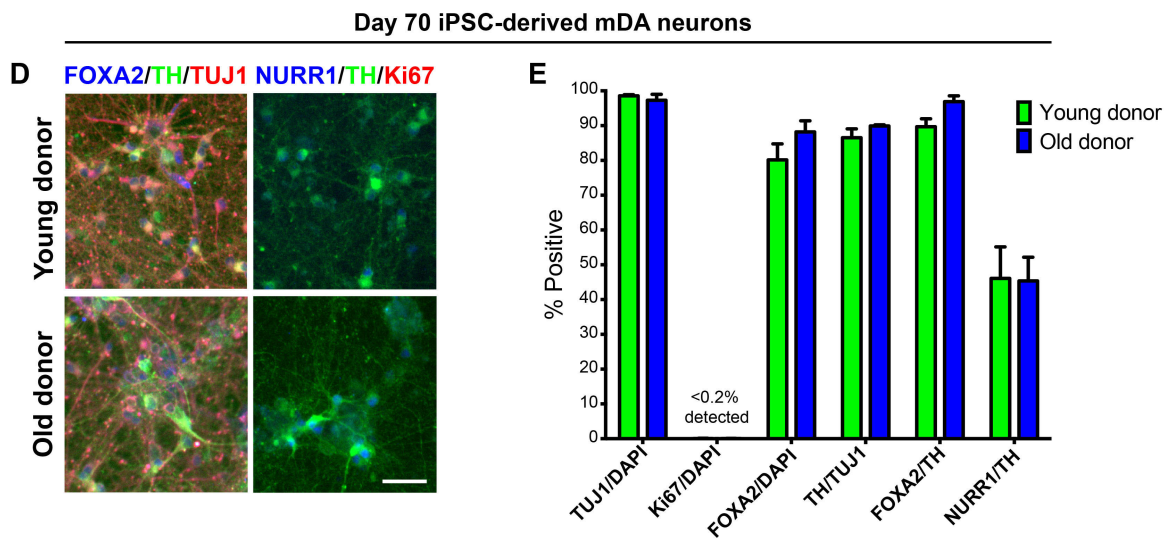 Day 70 iPSC-derived mDA neurons
D
FOXA2/TH/TUJ1 NURR1/TH/Ki67
Young donor
Old donor
E
% Positive
100
90
80
70
60
50
40
30
20
10
0
<0.2%
detected
Young donor
Old donor
TUJ1/DAPI
Ki67/DAPI
FOXA2/DAPI
TH/TUJ1
FOXA2/TH
NURR1/TH